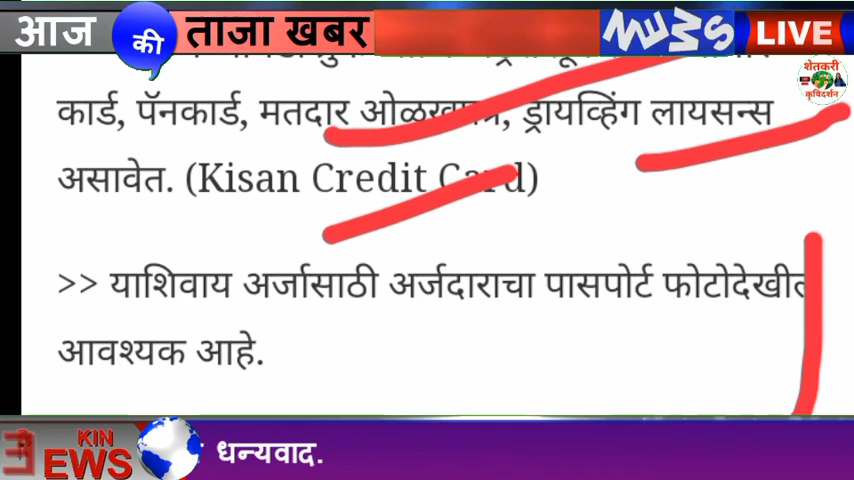 आज की ताजा खबर NEWS LIVE
शेतकरी
कृषिदर्शन
कार्ड, पॅनकार्ड, मतदार ओळखपत्र, ड्रायव्हिंग लायसन्स
असावेत. (Kisan Credit Card)
>> याशिवाय अर्जासाठी अर्जदाराचा पासपोर्ट फोटोदेखील
आवश्यक आहे.
KIN
EWS
धन्यवाद.